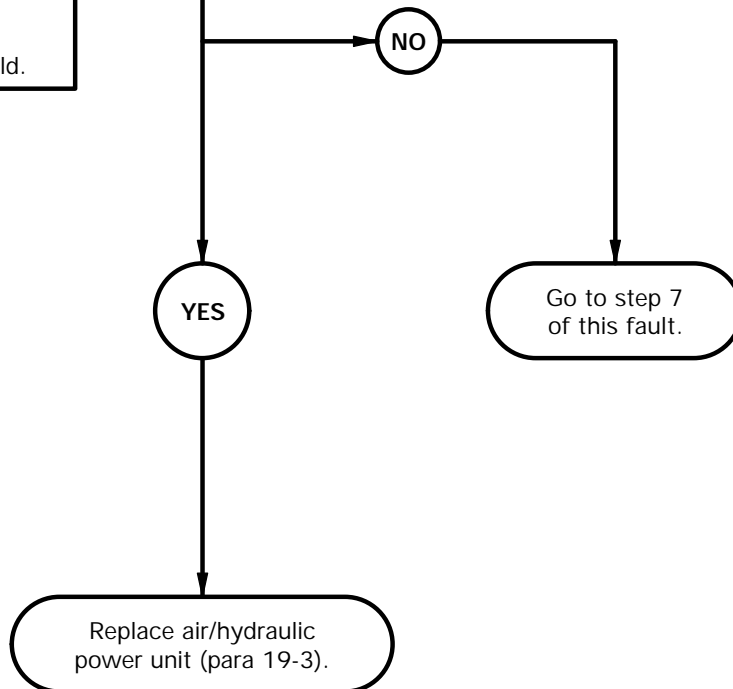 ld.
NO
YES
Go to step 7
of this fault.
Replace air/hydraulic
power unit (para 19-3).